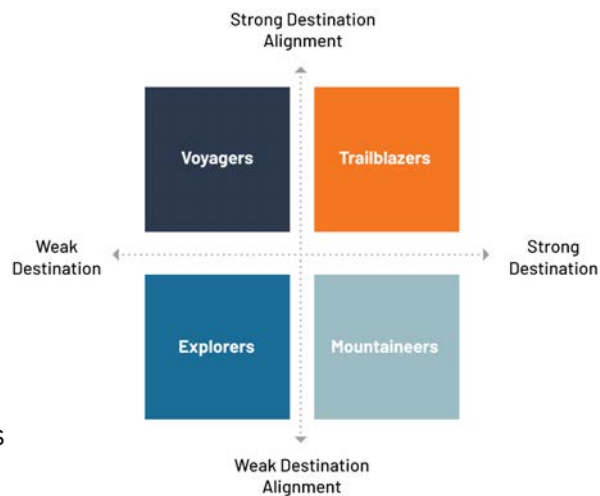 Strong Destination
Alignment
Voyagers
Trailblazers
Weak
Destination
Strong
Destination
Explorers
Mountaineers
s
Weak Destination
Alignment